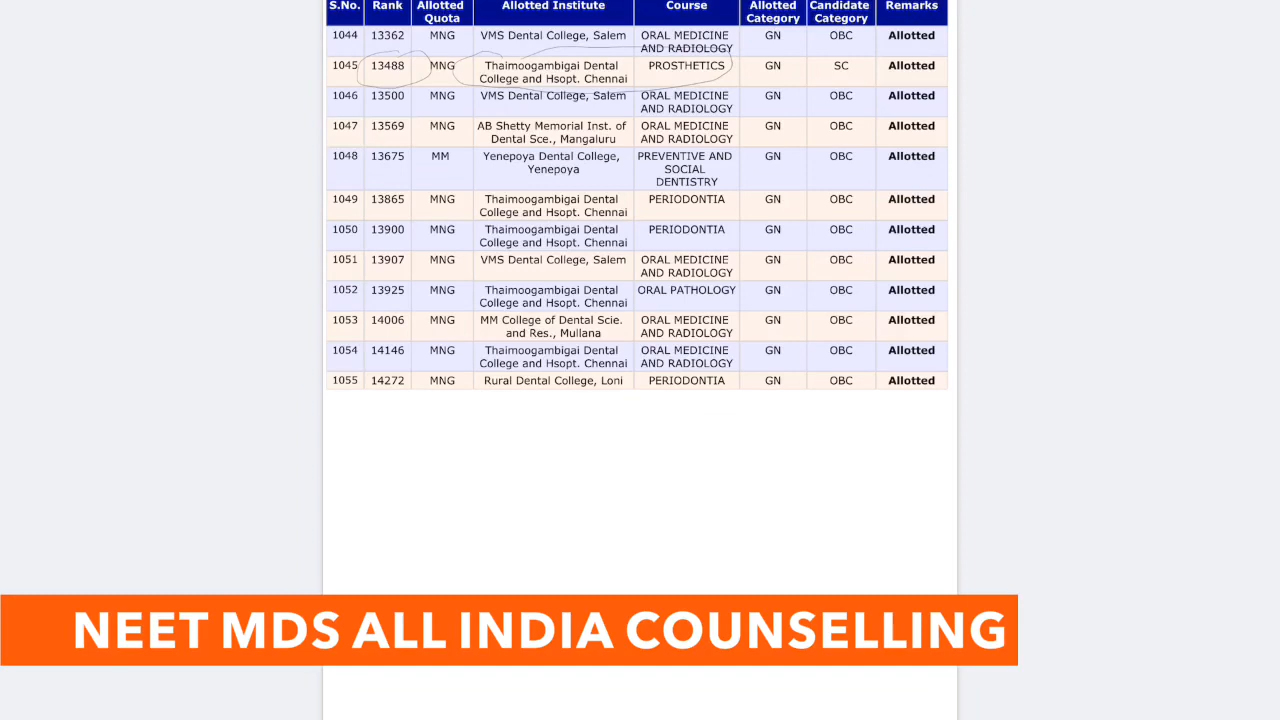 S.No. Rank Allotted Quota Allotted Institute Course Allotted Category Candidate Category Remarks
1044 13362 MNG VMS Dental College, Salem ORAL MEDICINE AND RADIOLOGY GN OBC Allotted
1045 13488 MNG Thaimoogambigai Dental College and Hsopt. Chennai PROSTHETICS GN SC Allotted
1046 13500 MNG VMS Dental College, Salem ORAL MEDICINE AND RADIOLOGY GN OBC Allotted
1047 13569 MNG AB Shetty Memorial Inst. of Dental Sce., Mangaluru ORAL MEDICINE AND RADIOLOGY GN OBC Allotted
1048 13675 MM Yenepoya Dental College, Yenepoya PREVENTIVE AND SOCIAL DENTISTRY GN OBC Allotted
1049 13865 MNG Thaimoogambigai Dental College and Hsopt. Chennai PERIODONTIA GN OBC Allotted
1050 13900 MNG Thaimoogambigai Dental College and Hsopt. Chennai PERIODONTIA GN OBC Allotted
1051 13907 MNG VMS Dental College, Salem ORAL MEDICINE AND RADIOLOGY GN OBC Allotted
1052 13925 MNG Thaimoogambigai Dental College and Hsopt. Chennai ORAL PATHOLOGY GN OBC Allotted
1053 14006 MNG MM College of Dental Scie. and Res., Mullana ORAL MEDICINE AND RADIOLOGY GN OBC Allotted
1054 14146 MNG Thaimoogambigai Dental College and Hsopt. Chennai ORAL MEDICINE AND RADIOLOGY GN OBC Allotted
1055 14272 MNG Rural Dental College, Loni PERIODONTIA GN OBC Allotted
NEET MDS ALL INDIA COUNSELLING